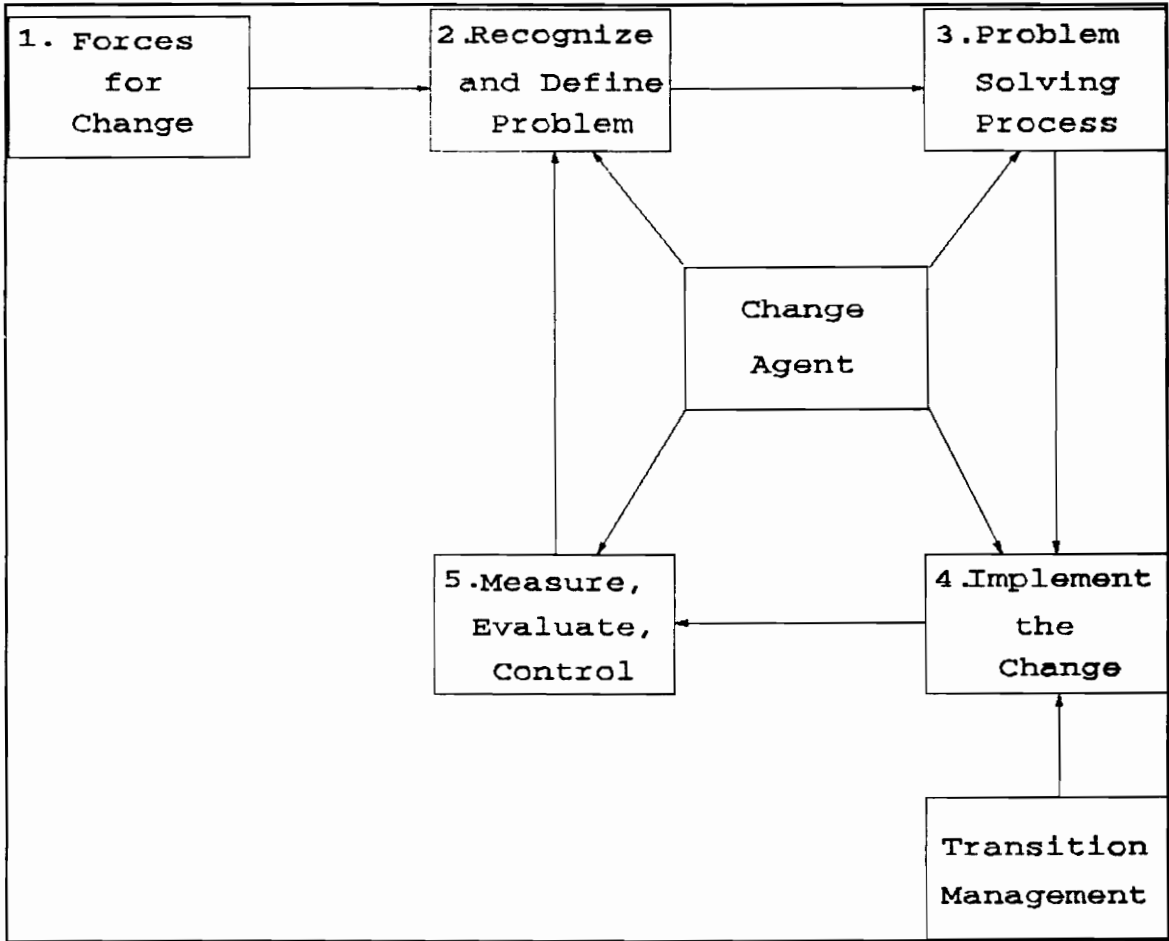 1. Forces
for
Change
2.Recognize
and Define
Problem
3.Problem
Solving
Process
Change
Agent
5.Measure,
Evaluate,
Control
4.Implement
the
Change
Transition
Management